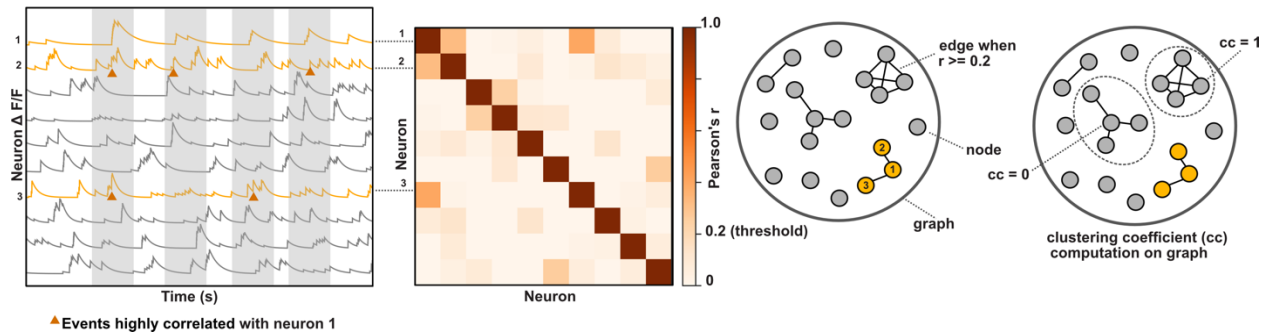 1
2
3
Neuron Δ F/F
Time (s)
Events highly correlated with neuron 1
1
2
3
Neuron
Neuron
1.0
Pearson's r
0.2 (threshold)
0
edge when
r >= 0.2
node
graph
2
1
3
cc = 1
cc = 0
clustering coefficient (cc)
computation on graph